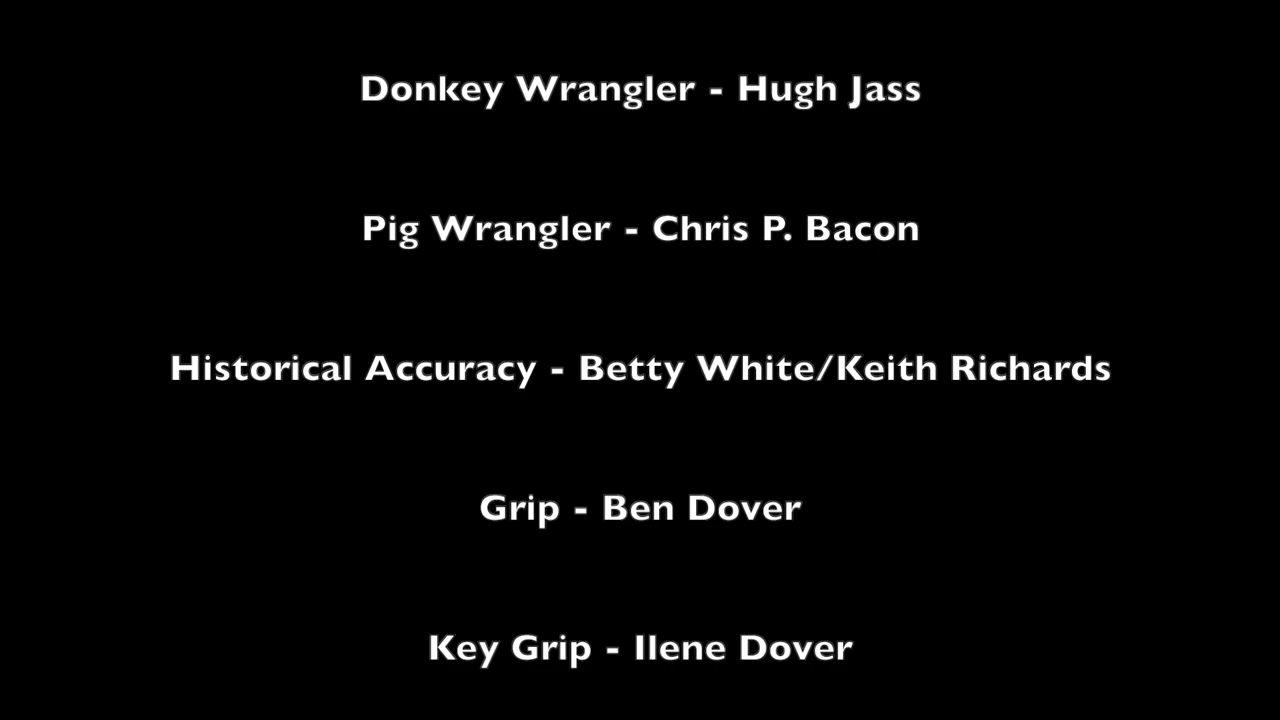 Donkey Wrangler - Hugh Jass
Pig Wrangler - Chris P. Bacon
Historical Accuracy - Betty White/Keith Richards
Grip - Ben Dover
Key Grip - Ilene Dover